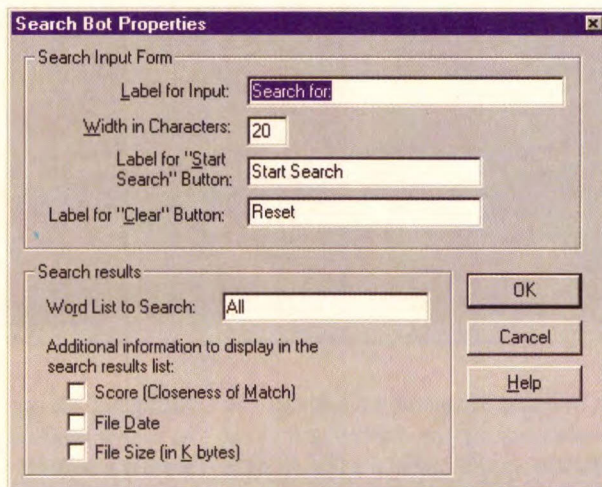 Search Bot Properties
Search Input Form
Label for Input: Search for:
Width in Characters: 20
Label for "Start
Search" Button: Start Search
Label for "Clear" Button: Reset
Search results
Word List to Search: All
Additional information to display in the
search results list:
Score (Closeness of Match)
File Date
File Size (in K bytes)
OK
Cancel
Help